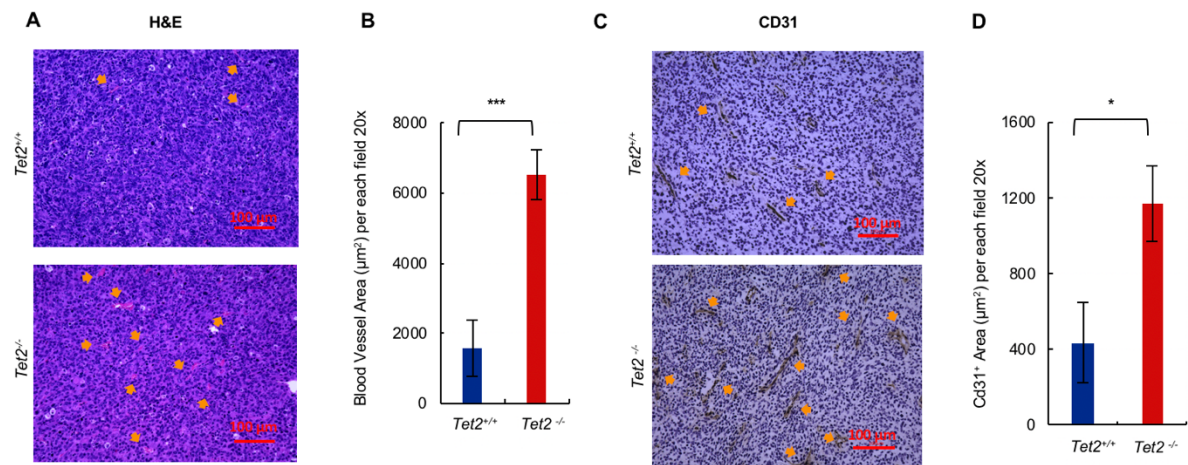 A
H&E
Tet2+/+
100 μm
Tet2-/-
100 μm
B
***
Blood Vessel Area (μm2) per each field 20x
8000
6000
4000
2000
0
Tet2+/+
Tet2 -/-
C
CD31
Tet2+/+
100 μm
Tet2 -/-
100 μm
D
*
Cd31+ Area (μm2) per each field 20x
1600
1200
800
400
0
Tet2+/+
Tet2 -/-